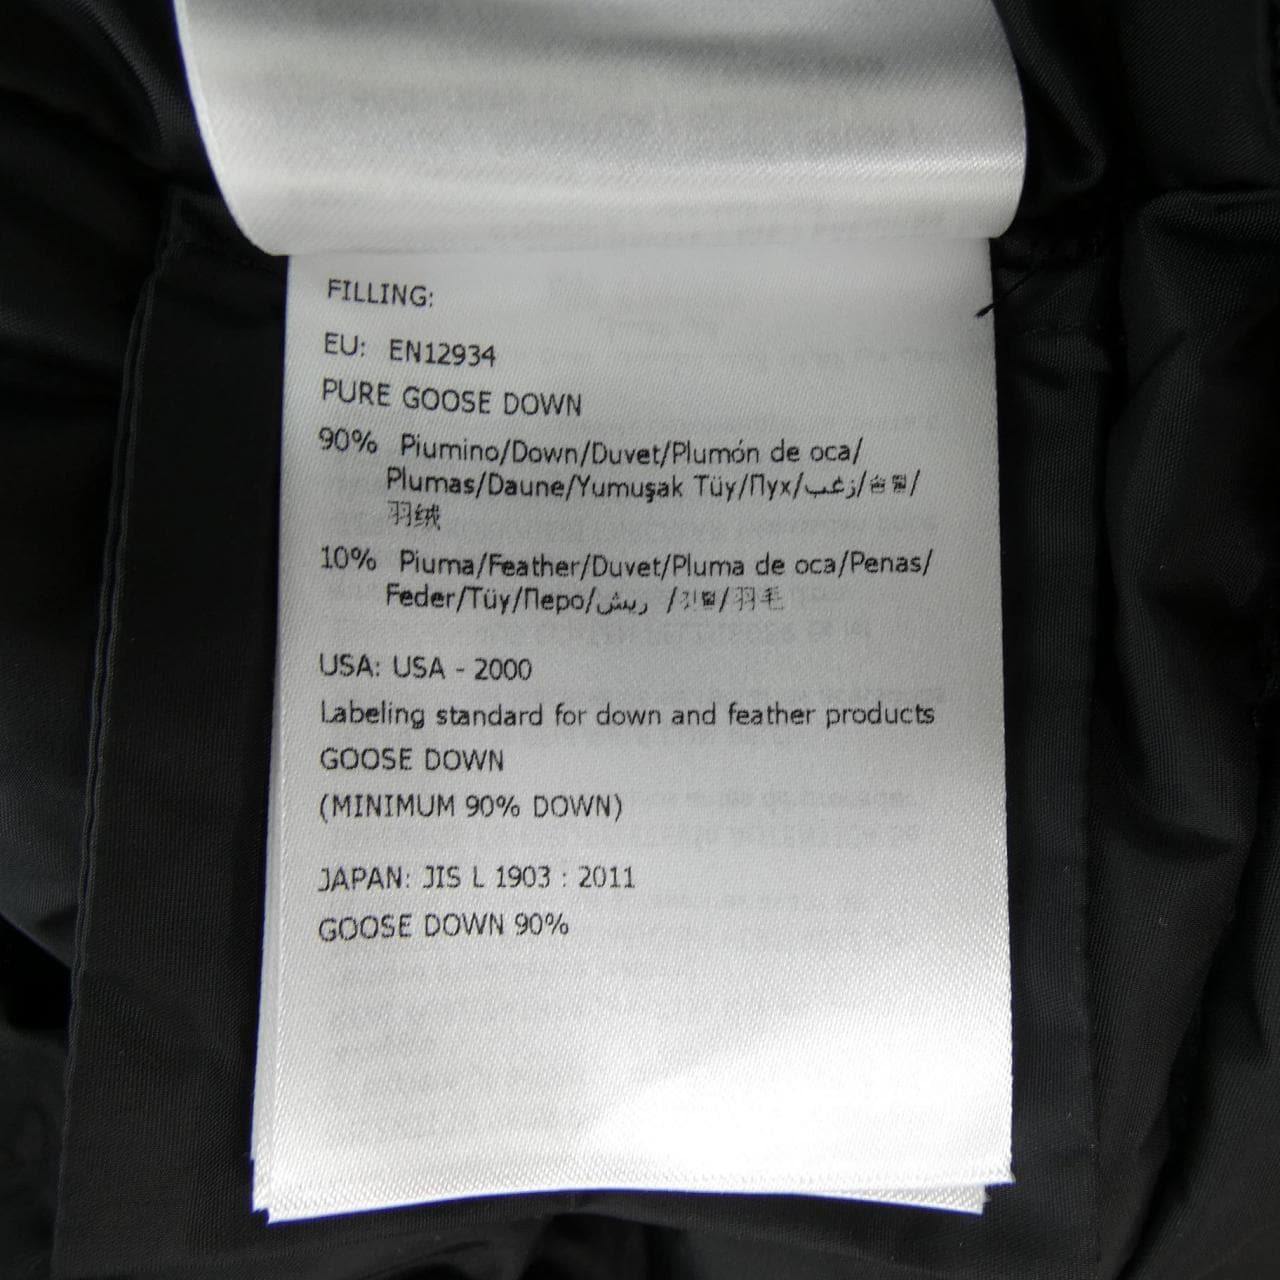 FILLING:
EU: EN12934
PURE GOOSE DOWN
90% Piumino/Down/Duvet/Plumón de oca/
Plumas/Daune/Yumuşak Tüy/Пух/زغب/솜털/
羽绒
10% Piuma/Feather/Duvet/Pluma de oca/Penas/
Feder/Tüy/Перо/ريش /깃털/羽毛
USA: USA - 2000
Labeling standard for down and feather products
GOOSE DOWN
(MINIMUM 90% DOWN)
JAPAN: JIS L 1903 : 2011
GOOSE DOWN 90%